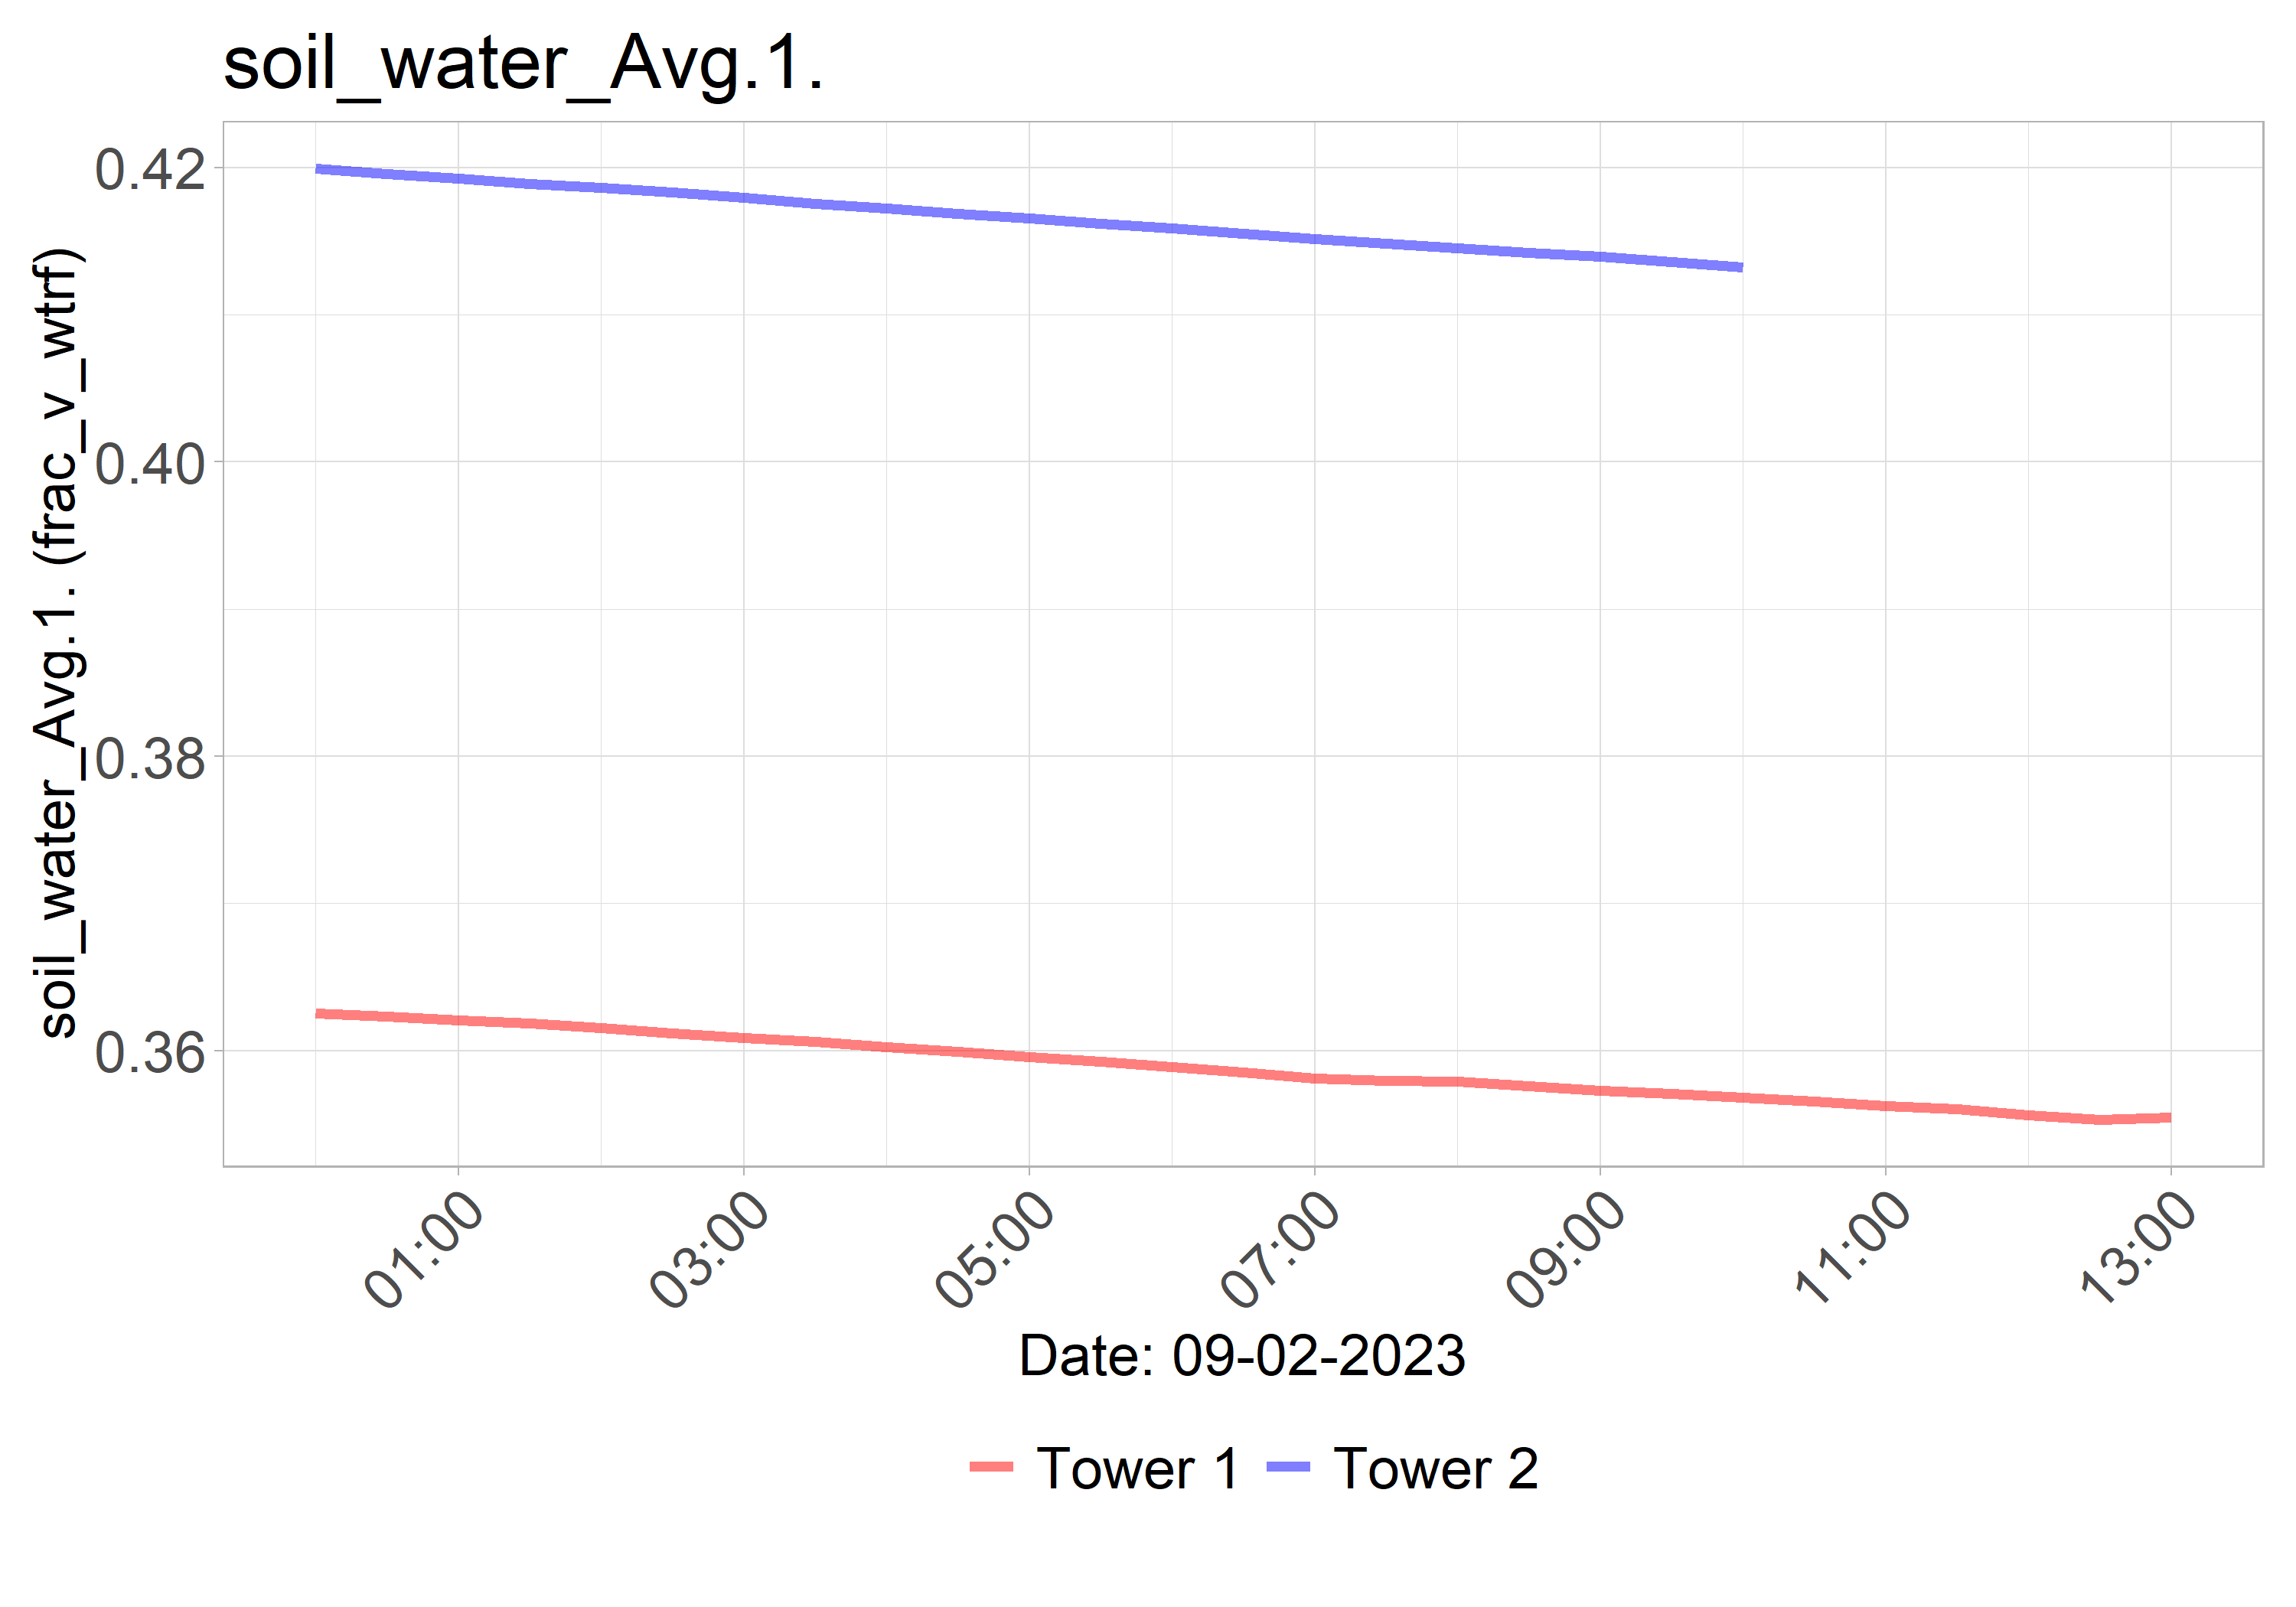 soil_water_Avg.1.
soil_water_Avg.1. (frac_v_wtrf)
0.42
0.40
0.38
0.36
01:00
03:00
05:00
07:00
09:00
11:00
13:00
Date: 09-02-2023
Tower 1
Tower 2